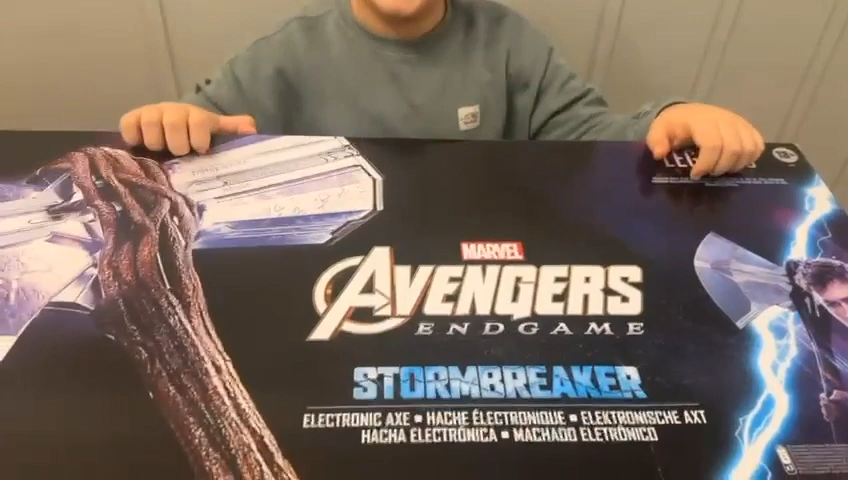 MARVEL
AVENGERS
ENDGAME
STORMBREAKER
ELECTRONIC AXE ▪ HACHE ÉLECTRONIQUE ▪ ELEKTRONISCHE AXT
HACHA ELECTRÓNICA ▪ MACHADO ELETRÔNICO